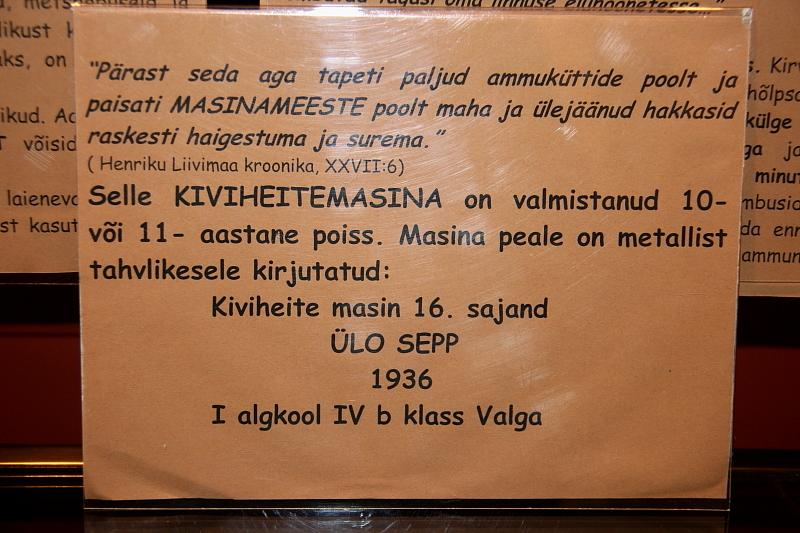 "Pärast seda aga tapeti paljud ammuküttide poolt ja
paisati MASINAMEESTE poolt maha ja ülejäänud hakkasid
raskesti haigestuma ja surema."
( Henriku Liivimaa kroonika, XXVII:6)
Selle KIVIHEITEMASINA on valmistanud 10-
või 11- aastane poiss. Masina peale on metallist
tahvlikesele kirjutatud:
Kiviheite masin 16. sajand
ÜLO SEPP
1936
I algkool IV b klass Valga